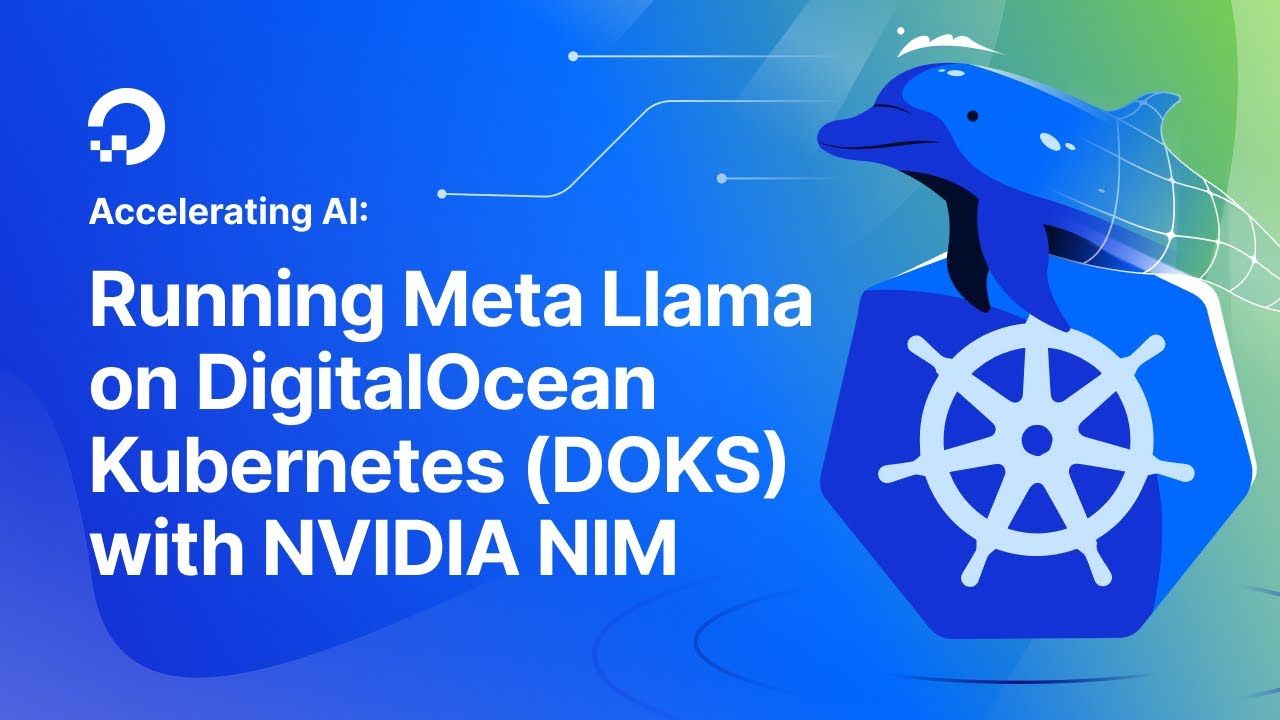 Accelerating AI:
Running Meta Llama
on DigitalOcean
Kubernetes (DOKS)
with NVIDIA NIM